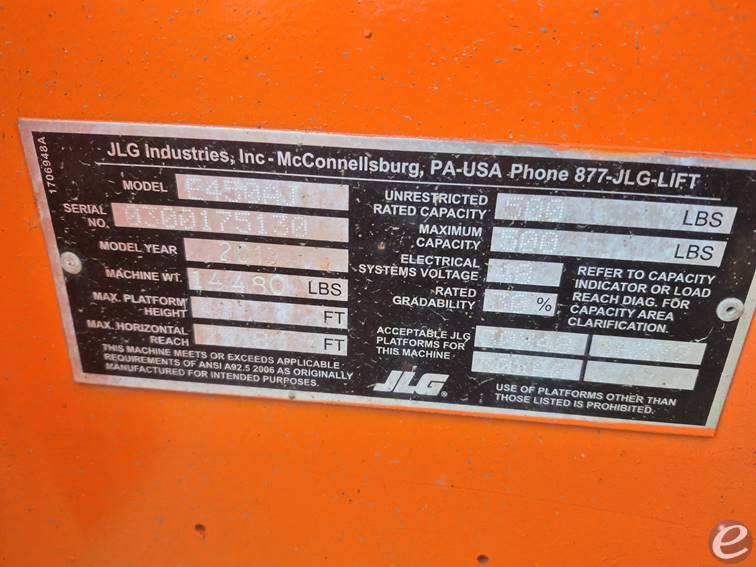 1706948A
JLG Industries, Inc - McConnellsburg, PA-USA Phone 877-JLG-LIFT
MODEL E450AJ
SERIAL NO. 0300175130
MODEL YEAR
MACHINE WT. 14,480 LBS
MAX. PLATFORM HEIGHT FT
MAX. HORIZONTAL REACH FT
THIS MACHINE MEETS OR EXCEEDS APPLICABLE
REQUIREMENTS OF ANSI A92.5 2006 AS ORIGINALLY
MANUFACTURED FOR INTENDED PURPOSES.
UNRESTRICTED
RATED CAPACITY 500 LBS
MAXIMUM
CAPACITY 500 LBS
ELECTRICAL
SYSTEMS VOLTAGE
RATED
GRADABILITY %
REFER TO CAPACITY
INDICATOR OR LOAD
REACH DIAG. FOR
CAPACITY AREA
CLARIFICATION.
ACCEPTABLE JLG
PLATFORMS FOR
THIS MACHINE
JLG®
USE OF PLATFORMS OTHER THAN
THOSE LISTED IS PROHIBITED.
e